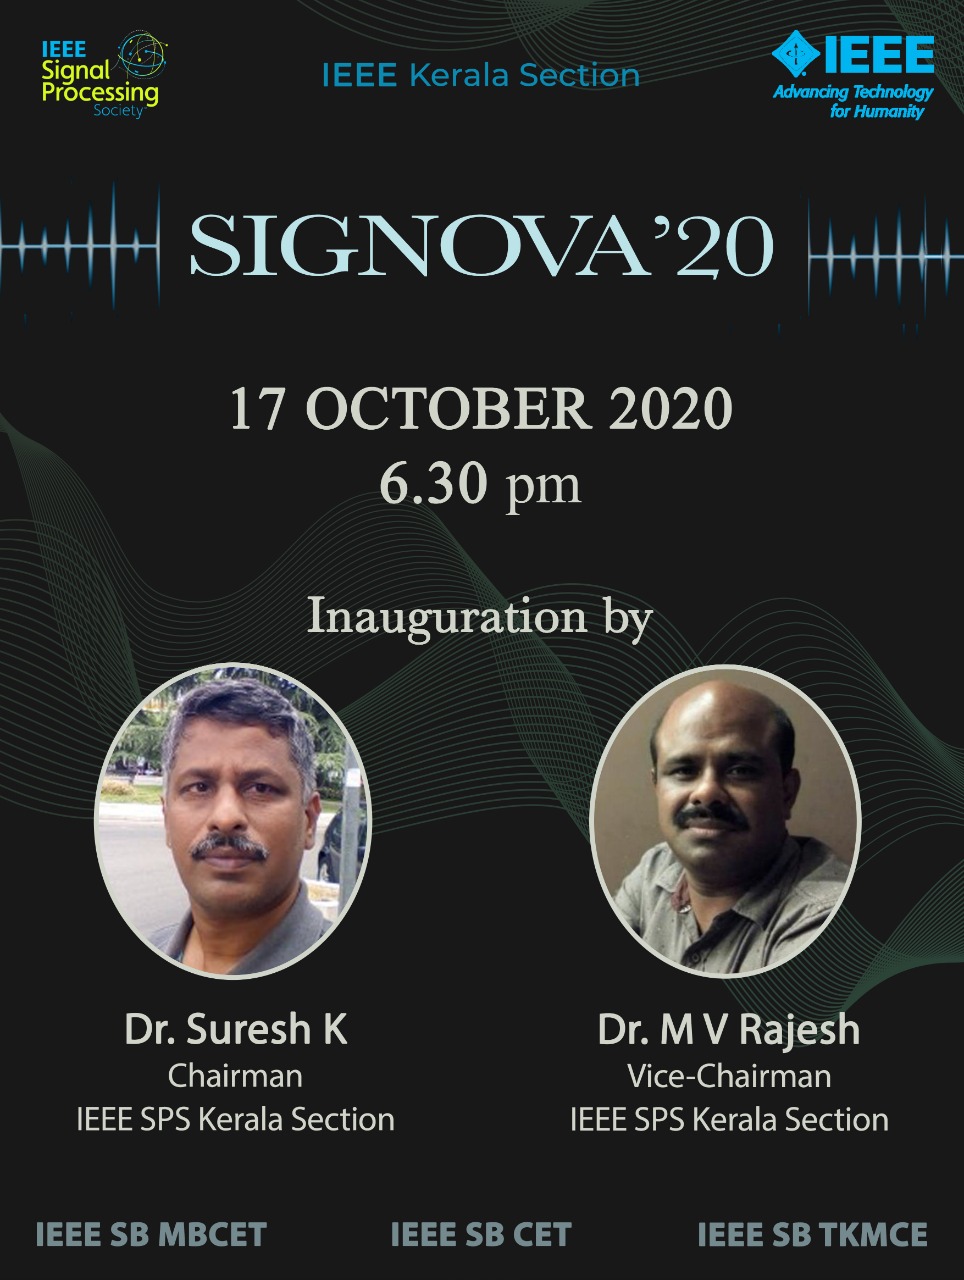 IEEE
Signal
Processing
Society
IEEE Kerala Section
IEEE
Advancing Technology
for Humanity
SIGNOVA’20
17 OCTOBER 2020
6.30 pm
Inauguration by
Dr. Suresh K
Chairman
IEEE SPS Kerala Section
Dr. M V Rajesh
Vice-Chairman
IEEE SPS Kerala Section
IEEE SB MBCET
IEEE SB CET
IEEE SB TKMCE